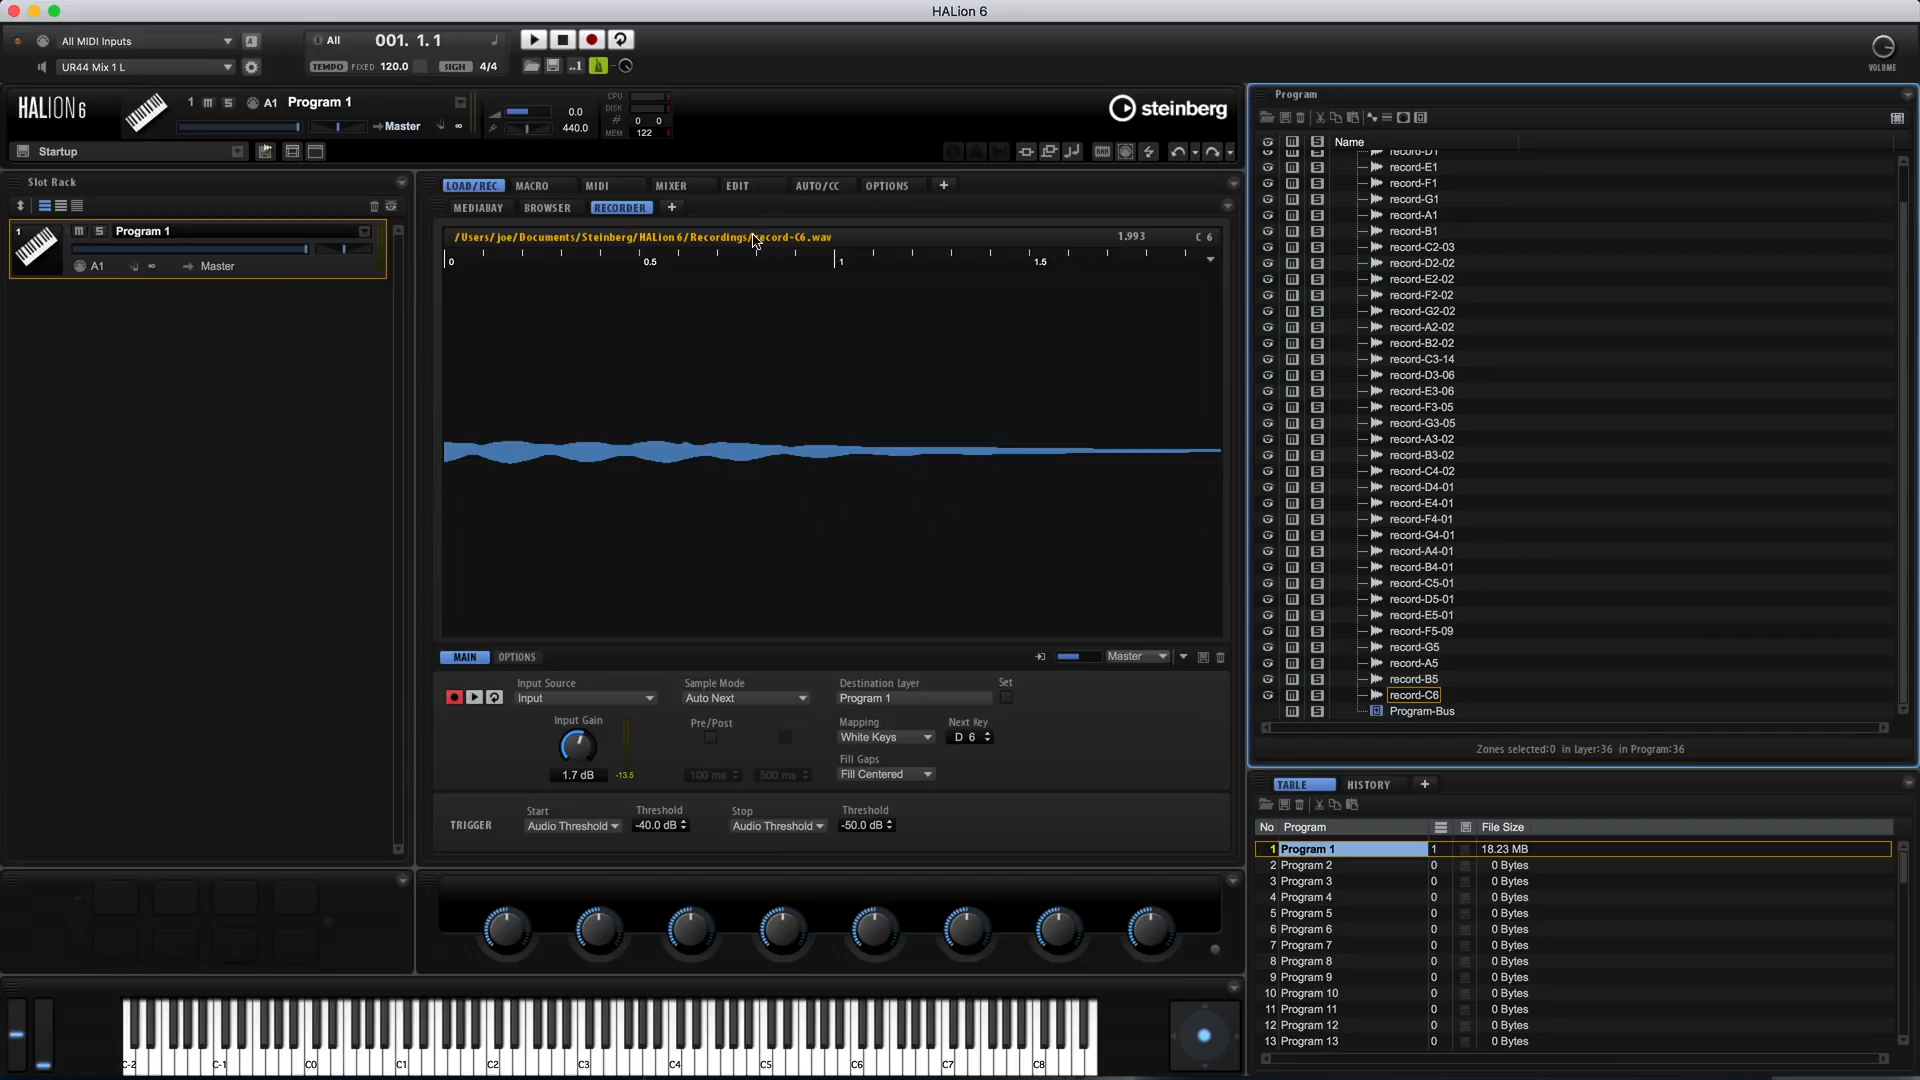 HALion 6
All MIDI Inputs
All
001. 1. 1
UR44 Mix 1 L
TEMPO FIXED 120.0
SIGN 4/4
..1
VOLUME
HALION 6
1
A1 Program 1
Master
0.0
440.0
CPU
DISK
# 0 0
MEM 122
steinberg
Startup
Slot Rack
1
Program 1
A1
Master
LOAD/REC MACRO MIDI MIXER EDIT AUTO/CC OPTIONS +
MEDIABAY BROWSER RECORDER +
/Users/joe/Documents/Steinberg/HALion 6/Recordings/record-C6.wav
1.993
C 6
0 0.5 1 1.5
MAIN OPTIONS
Master
Input Source
Input
Sample Mode
Auto Next
Destination Layer
Program 1
Set
Input Gain
1.7 dB
-13.5
Pre/Post
100 ms
500 ms
Mapping
White Keys
Next Key
D 6
Fill Gaps
Fill Centered
TRIGGER
Start
Audio Threshold
Threshold
-40.0 dB
Stop
Audio Threshold
Threshold
-50.0 dB
C-2 C-1 C0 C1 C2 C3 C4 C5 C6 C7 C8
Program
Name
record-D1
record-E1
record-F1
record-G1
record-A1
record-B1
record-C2-03
record-D2-02
record-E2-02
record-F2-02
record-G2-02
record-A2-02
record-B2-02
record-C3-14
record-D3-06
record-E3-06
record-F3-05
record-G3-05
record-A3-02
record-B3-02
record-C4-02
record-D4-01
record-E4-01
record-F4-01
record-G4-01
record-A4-01
record-B4-01
record-C5-01
record-D5-01
record-E5-01
record-F5-09
record-G5
record-A5
record-B5
record-C6
Program-Bus
Zones selected:0 in Layer:36 in Program:36
TABLE HISTORY +
No Program File Size
1 Program 1 1 18.23 MB
2 Program 2 0 0 Bytes
3 Program 3 0 0 Bytes
4 Program 4 0 0 Bytes
5 Program 5 0 0 Bytes
6 Program 6 0 0 Bytes
7 Program 7 0 0 Bytes
8 Program 8 0 0 Bytes
9 Program 9 0 0 Bytes
10 Program 10 0 0 Bytes
11 Program 11 0 0 Bytes
12 Program 12 0 0 Bytes
13 Program 13 0 0 Bytes